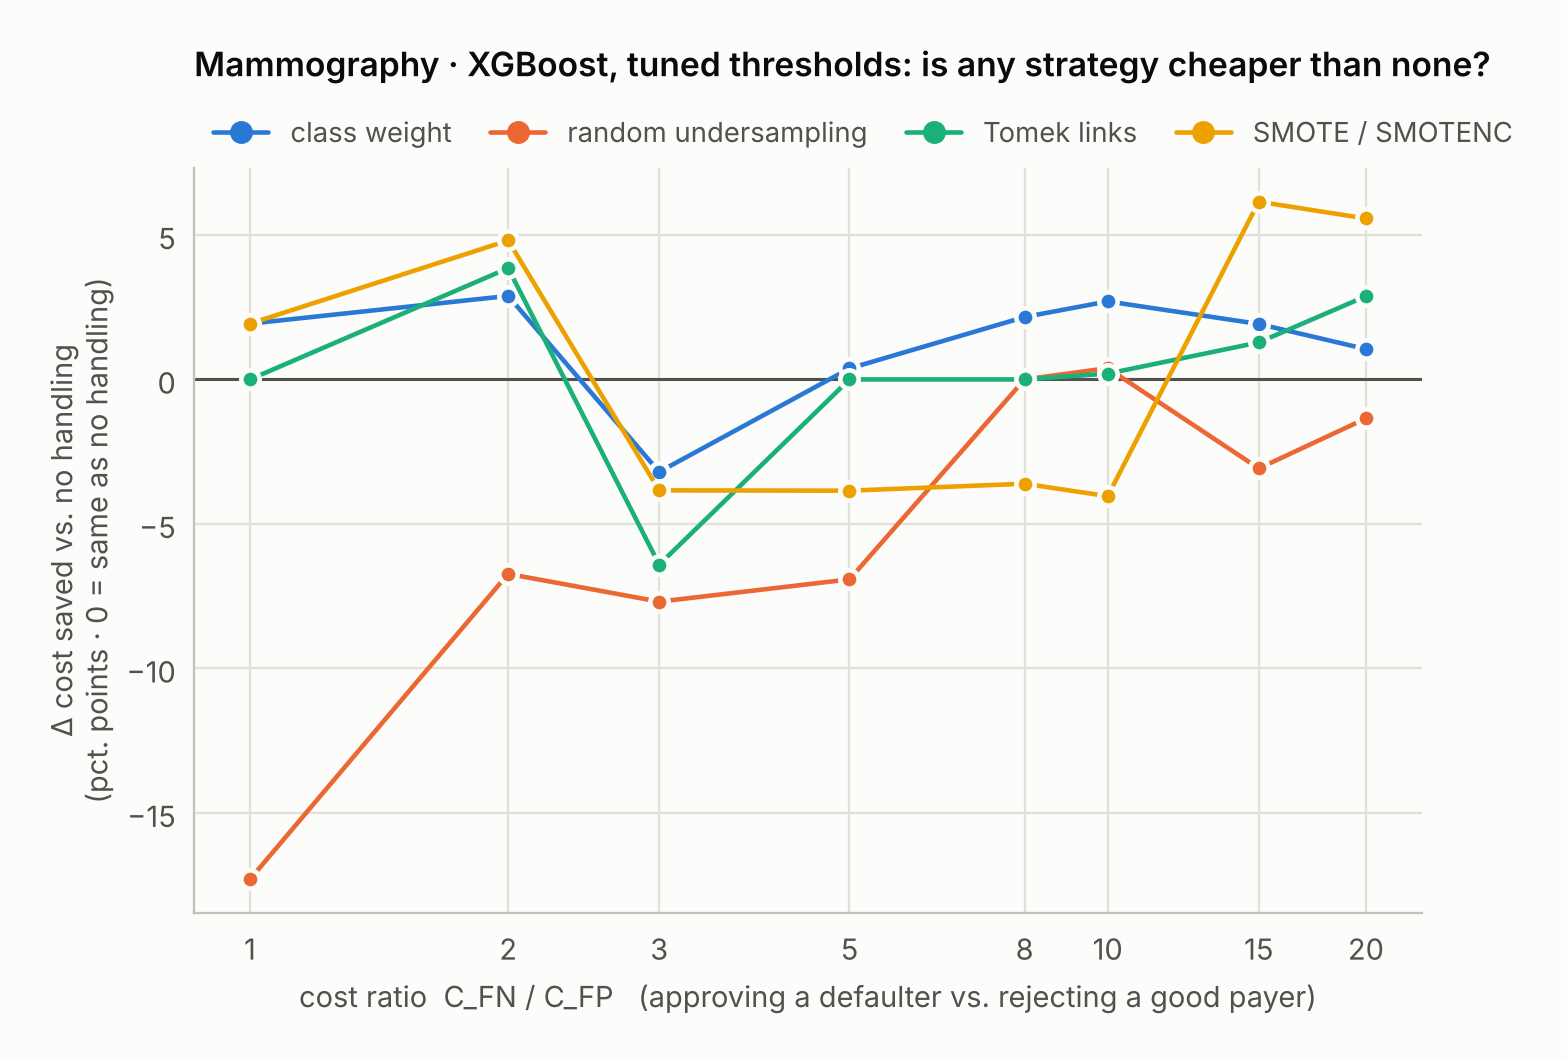 Mammography · XGBoost, tuned thresholds: is any strategy cheaper than none?
class weight random undersampling Tomek links SMOTE / SMOTENC
Δ cost saved vs. no handling
(pct. points · 0 = same as no handling)
5
0
−5
−10
−15
1 2 3 5 8 10 15 20
cost ratio C_FN / C_FP (approving a defaulter vs. rejecting a good payer)